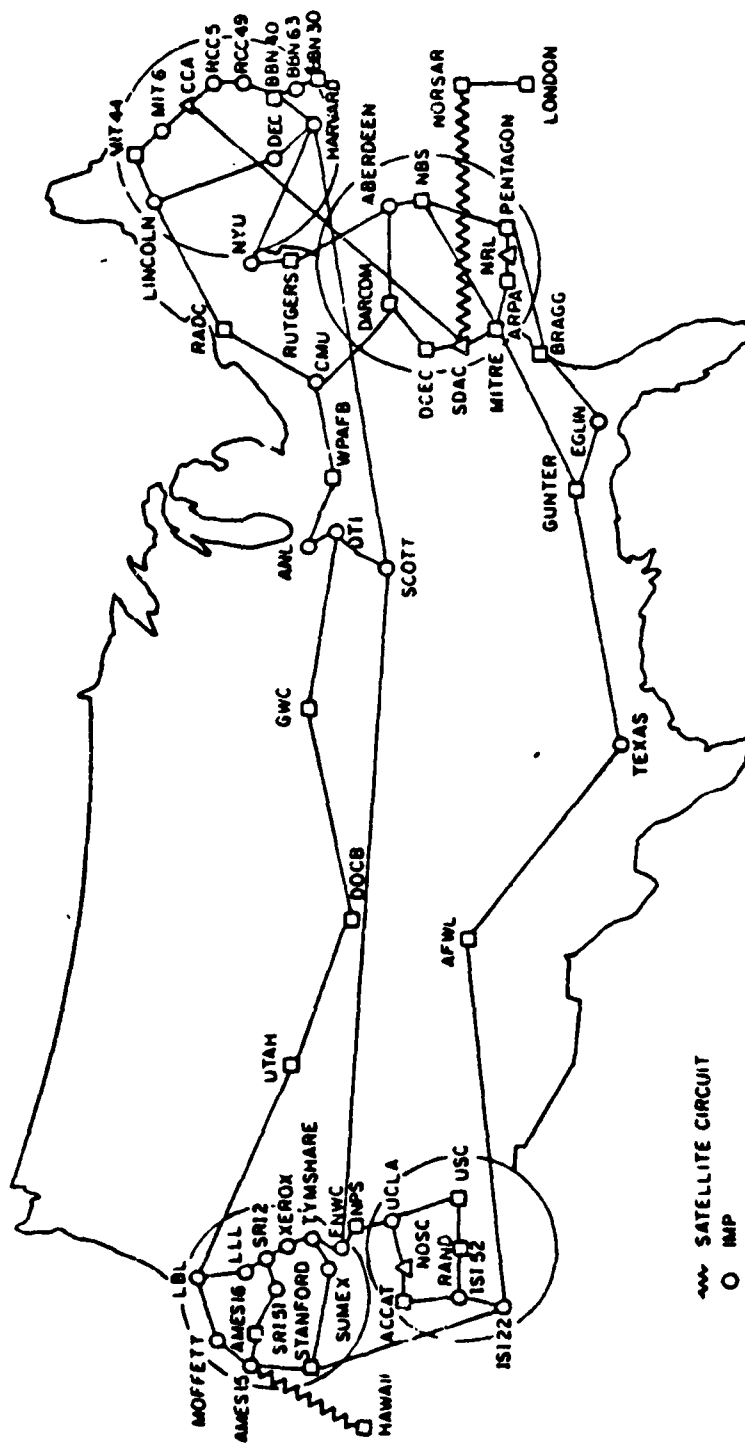 MOFFETT
LBL
LLL
AMES16
AMES15
SRI2
SRI51
XEROX
TYMSHARE
STANFORD
SUMEX
FNWC
NPS
HAWAII
UCLA
NOSC
ACCAT
RAND
USC
ISI52
ISI22
UTAH
DOCB
GWC
AFWL
TEXAS
ANL
DTI
SCOTT
WPAFB
CMU
RADC
GUNTER
EGLIN
BRAGG
LINCOLN
MIT44
MIT6
CCA
RCC5
RCC49
DEC
BBN40
BBN63
BBN30
HARVARD
NYU
RUTGERS
ABERDEEN
NBS
DARCOM
DCEC
SDAC
MITRE
ARPA
NRL
PENTAGON
NORSAR
LONDON
SATELLITE CIRCUIT
IMP